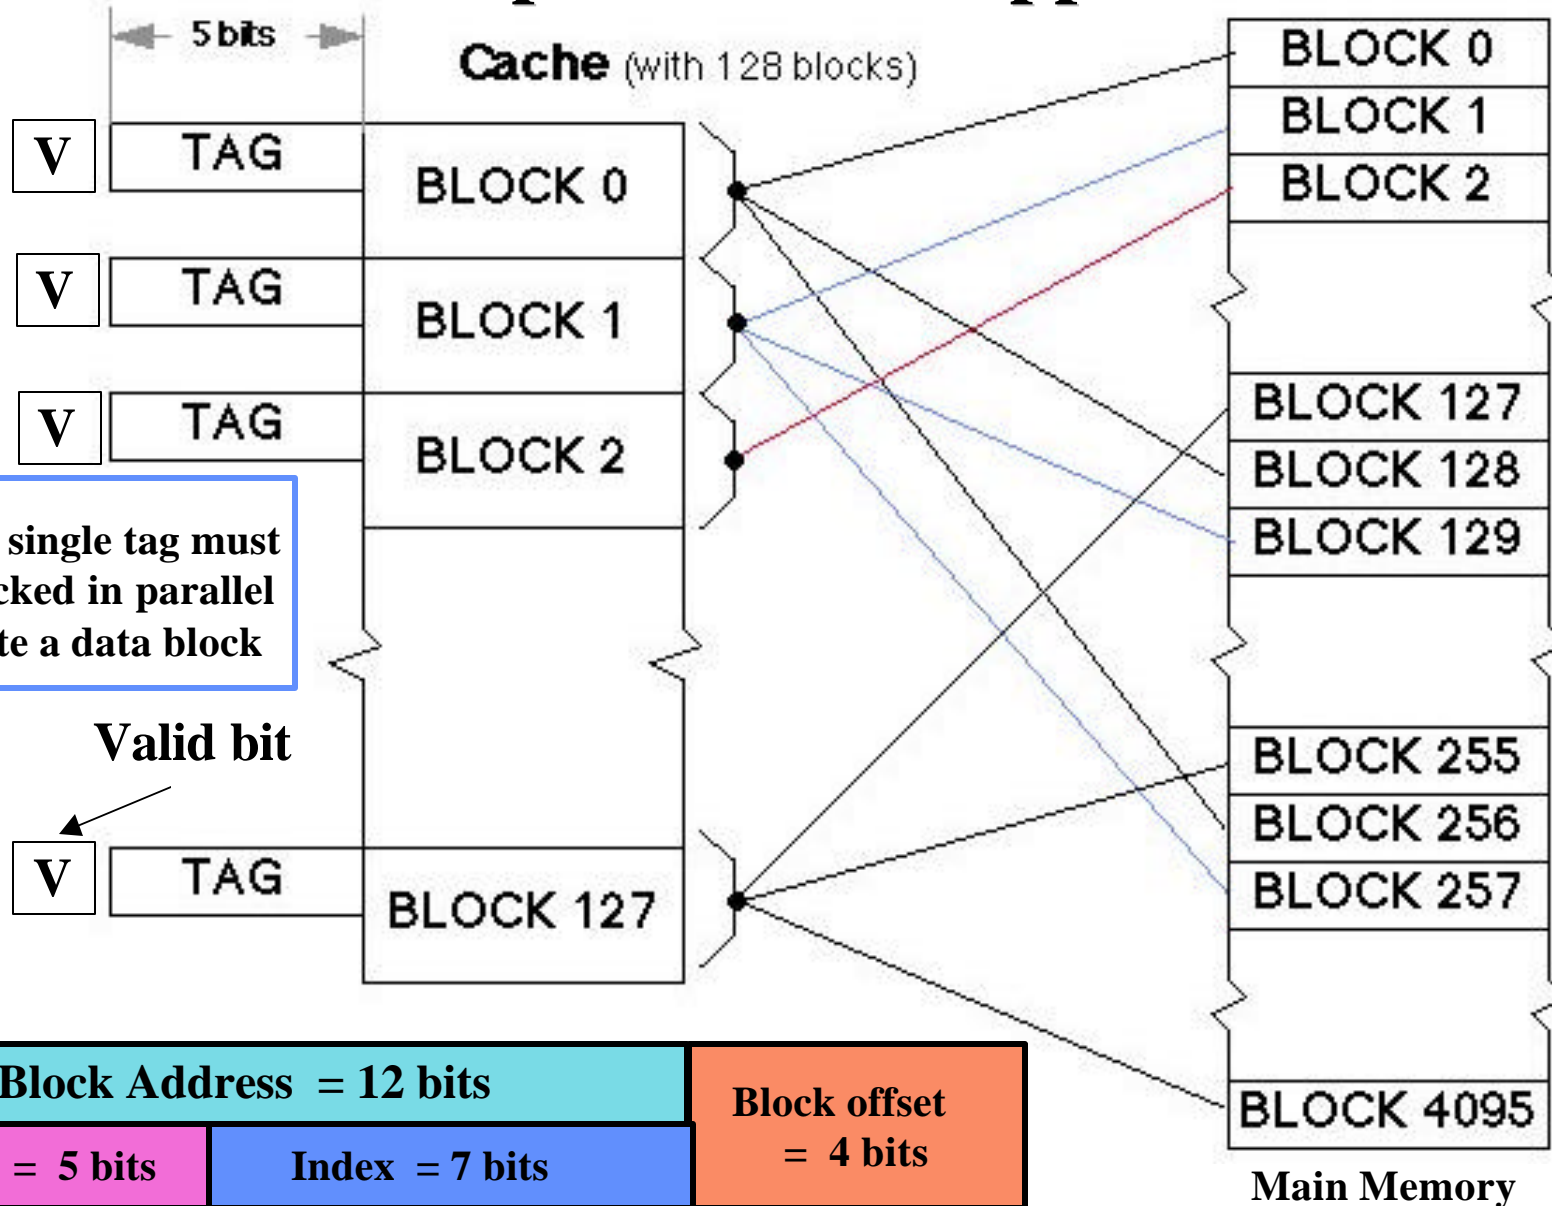 5 bits
Cache (with 128 blocks)
V
TAG
BLOCK 0
V
TAG
BLOCK 1
V
TAG
BLOCK 2
single tag must
in parallel
a data block
Valid bit
V
TAG
BLOCK 127
BLOCK 0
BLOCK 1
BLOCK 2
BLOCK 127
BLOCK 128
BLOCK 129
BLOCK 255
BLOCK 256
BLOCK 257
BLOCK 4095
Main Memory
Block Address = 12 bits
Block offset
= 4 bits
= 5 bits
Index = 7 bits